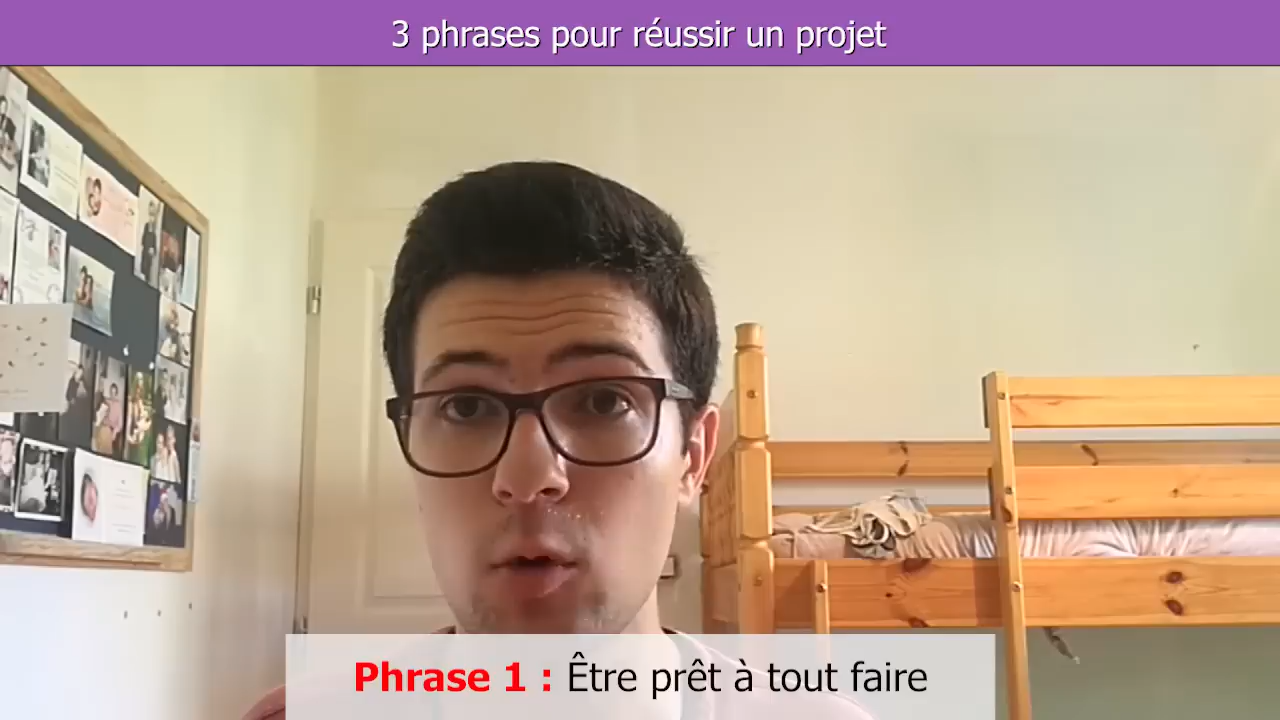 3 phrases pour réussir un projet
Phrase 1 : Être prêt à tout faire